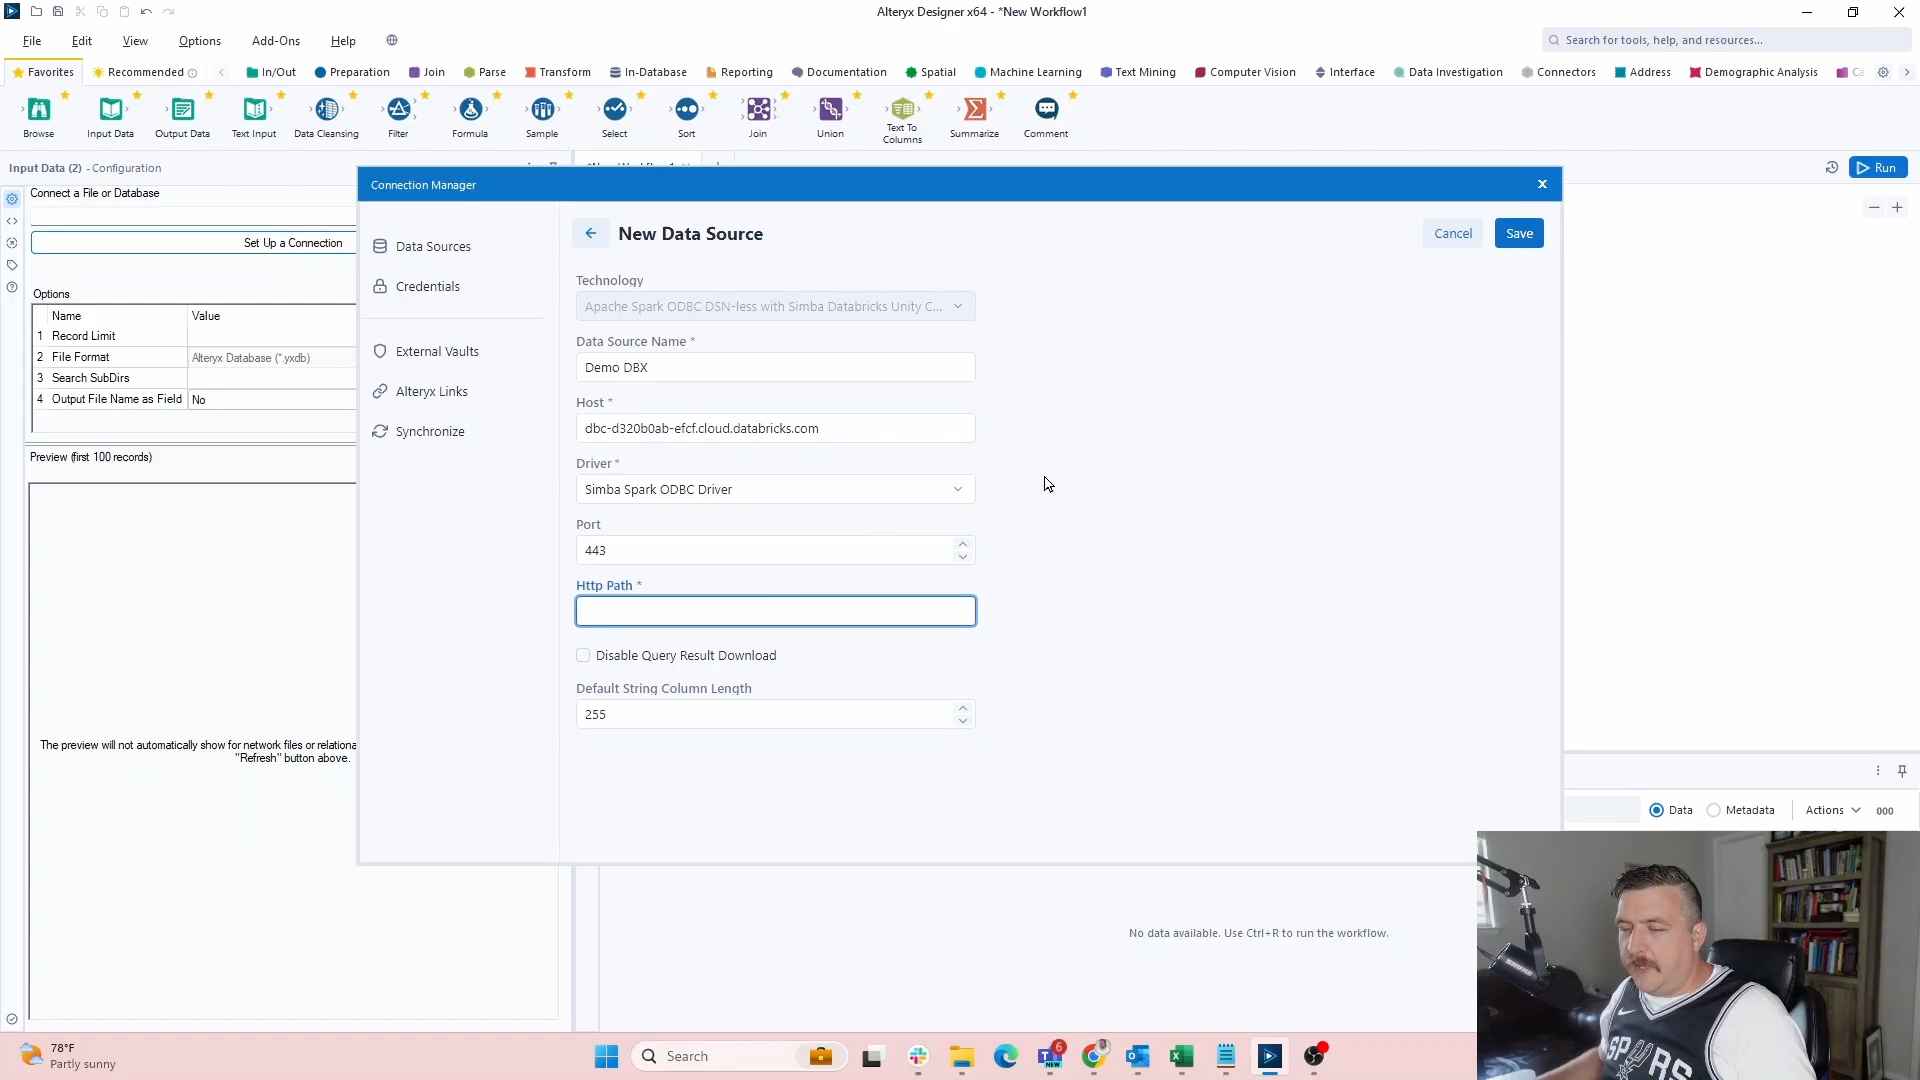 Alteryx Designer x64 - *New Workflow1
File Edit View Options Add-Ons Help
Search for tools, help, and resources...
Favorites Recommended In/Out Preparation Join Parse Transform In-Database Reporting Documentation Spatial Machine Learning Text Mining Computer Vision Interface Data Investigation Connectors Address Demographic Analysis
Browse Input Data Output Data Text Input Data Cleansing Filter Formula Sample Select Sort Join Union Text To Columns Summarize Comment
Input Data (2) - Configuration
Run
Connect a File or Database
Set Up a Connection
Options
Name Value
1 Record Limit
2 File Format Alteryx Database (*.yxdb)
3 Search SubDirs
4 Output File Name as Field No
Preview (first 100 records)
The preview will not automatically show for network files or relationa
"Refresh" button above.
Connection Manager
Data Sources
Credentials
External Vaults
Alteryx Links
Synchronize
New Data Source
Cancel Save
Technology
Apache Spark ODBC DSN-less with Simba Databricks Unity C...
Data Source Name *
Demo DBX
Host *
dbc-d320b0ab-efcf.cloud.databricks.com
Driver *
Simba Spark ODBC Driver
Port
443
Http Path *
Disable Query Result Download
Default String Column Length
255
Data Metadata Actions 000
No data available. Use Ctrl+R to run the workflow.
SPURS
78°F
Partly sunny
Search
6
NEW